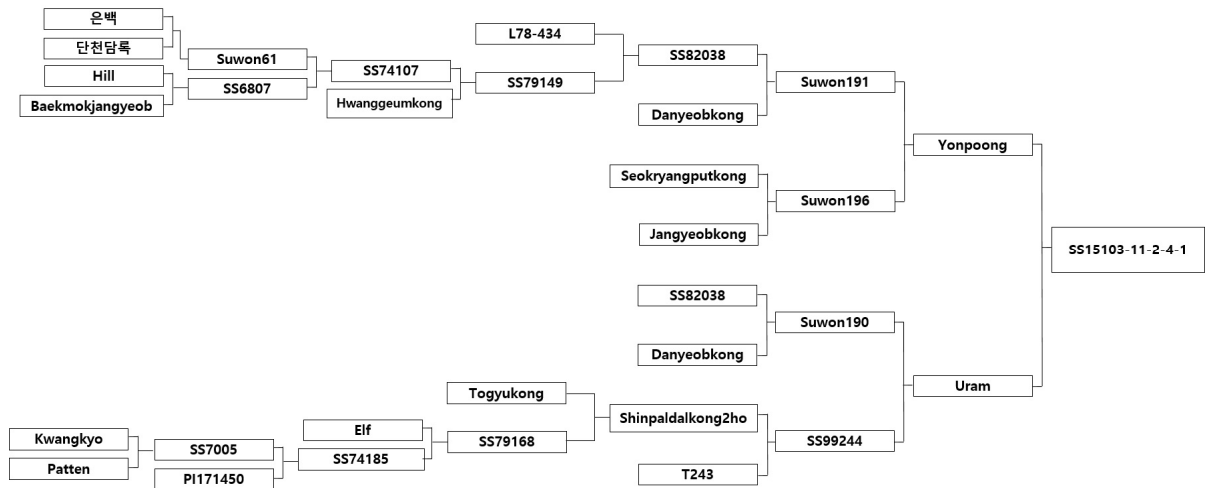 은백
단천담록
Hill
Baekmokjangyeob
Suwon61
SS6807
SS74107
Hwanggeumkong
L78-434
SS79149
SS82038
Danyeobkong
Suwon191
Seokryangputkong
Jangyeobkong
Suwon196
Yonpoong
SS15103-11-2-4-1
SS82038
Danyeobkong
Suwon190
Uram
Togyukong
Shinpaldalkong2ho
Elf
SS79168
Kwangkyo
Patten
SS7005
PI171450
SS74185
T243
SS99244